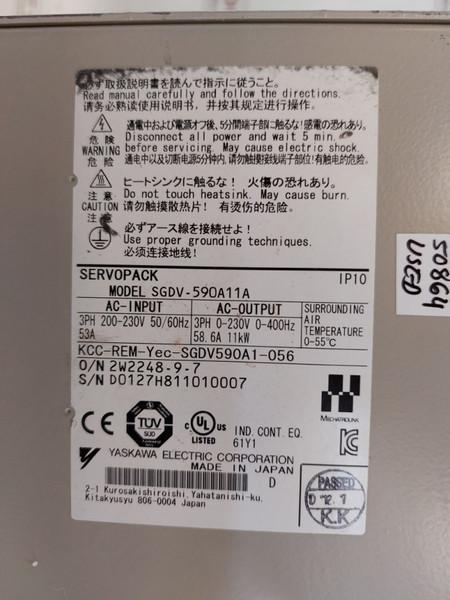 必ず取扱説明書を読んで指示に従うこと。
Read manual carefully and follow the directions.
请务必熟读使用说明书、并按其规定进行操作。
危険
WARNING
危险
通電中および電源オフ後、5分間端子部に触るな!感電の恐れあり。
Disconnect all power and wait 5 min.
before servicing. May cause electric shock.
通电中以及切断电源5分钟内,请勿触摸接线端子部位!有触电的危险。
注意
CAUTION
注意
ヒートシンクに触るな! 火傷の恐れあり。
Do not touch heatsink. May cause burn.
请勿触摸散热片! 有烫伤的危险。
必ずアース線を接続せよ!
Use proper grounding techniques.
必须连接地线!
SERVOPACK
IP10
MODEL SGDV-590A11A
AC-INPUT
3PH 200-230V 50/60Hz
53A
AC-OUTPUT
3PH 0-230V 0-400Hz
58.6A 11kW
SURROUNDING
AIR
TEMPERATURE
0-55℃
KCC-REM-Yec-SGDV590A1-056
O/N 2W2248-9-7
S/N D0127H811010007
MECHATROLINK
CE
TÜV
SÜD
C UL US
LISTED
IND. CONT. EQ.
61Y1
YASKAWA ELECTRIC CORPORATION
MADE IN JAPAN
D
2-1 Kurosakishiroishi, Yahatanishi-ku,
Kitakyusyu 806-0004 Japan
PASSED
D '12. 1
K.K
50864
USED